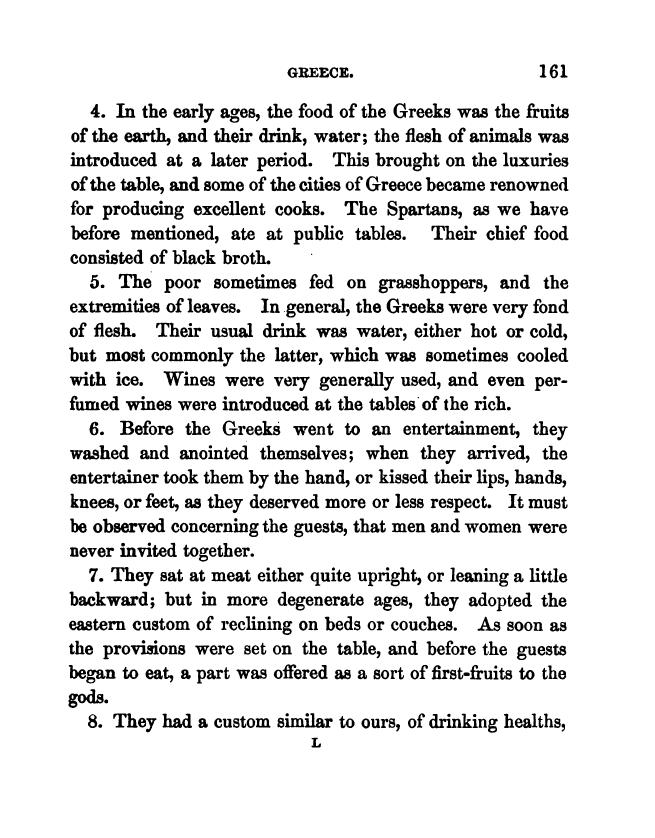 GREECE. 161
4. In the early ages, the food of the Greeks was the fruits
of the earth, and their drink, water; the flesh of animals was
introduced at a later period. This brought on the luxuries
of the table, and some of the cities of Greece became renowned
for producing excellent cooks. The Spartans, as we have
before mentioned, ate at public tables. Their chief food
consisted of black broth.
5. The poor sometimes fed on grasshoppers, and the
extremities of leaves. In general, the Greeks were very fond
of flesh. Their usual drink was water, either hot or cold,
but most commonly the latter, which was sometimes cooled
with ice. Wines were very generally used, and even per-
fumed wines were introduced at the tables of the rich.
6. Before the Greeks went to an entertainment, they
washed and anointed themselves; when they arrived, the
entertainer took them by the hand, or kissed their lips, hands,
knees, or feet, as they deserved more or less respect. It must
be observed concerning the guests, that men and women were
never invited together.
7. They sat at meat either quite upright, or leaning a little
backward; but in more degenerate ages, they adopted the
eastern custom of reclining on beds or couches. As soon as
the provisions were set on the table, and before the guests
began to eat, a part was offered as a sort of first-fruits to the
gods.
8. They had a custom similar to ours, of drinking healths,
L